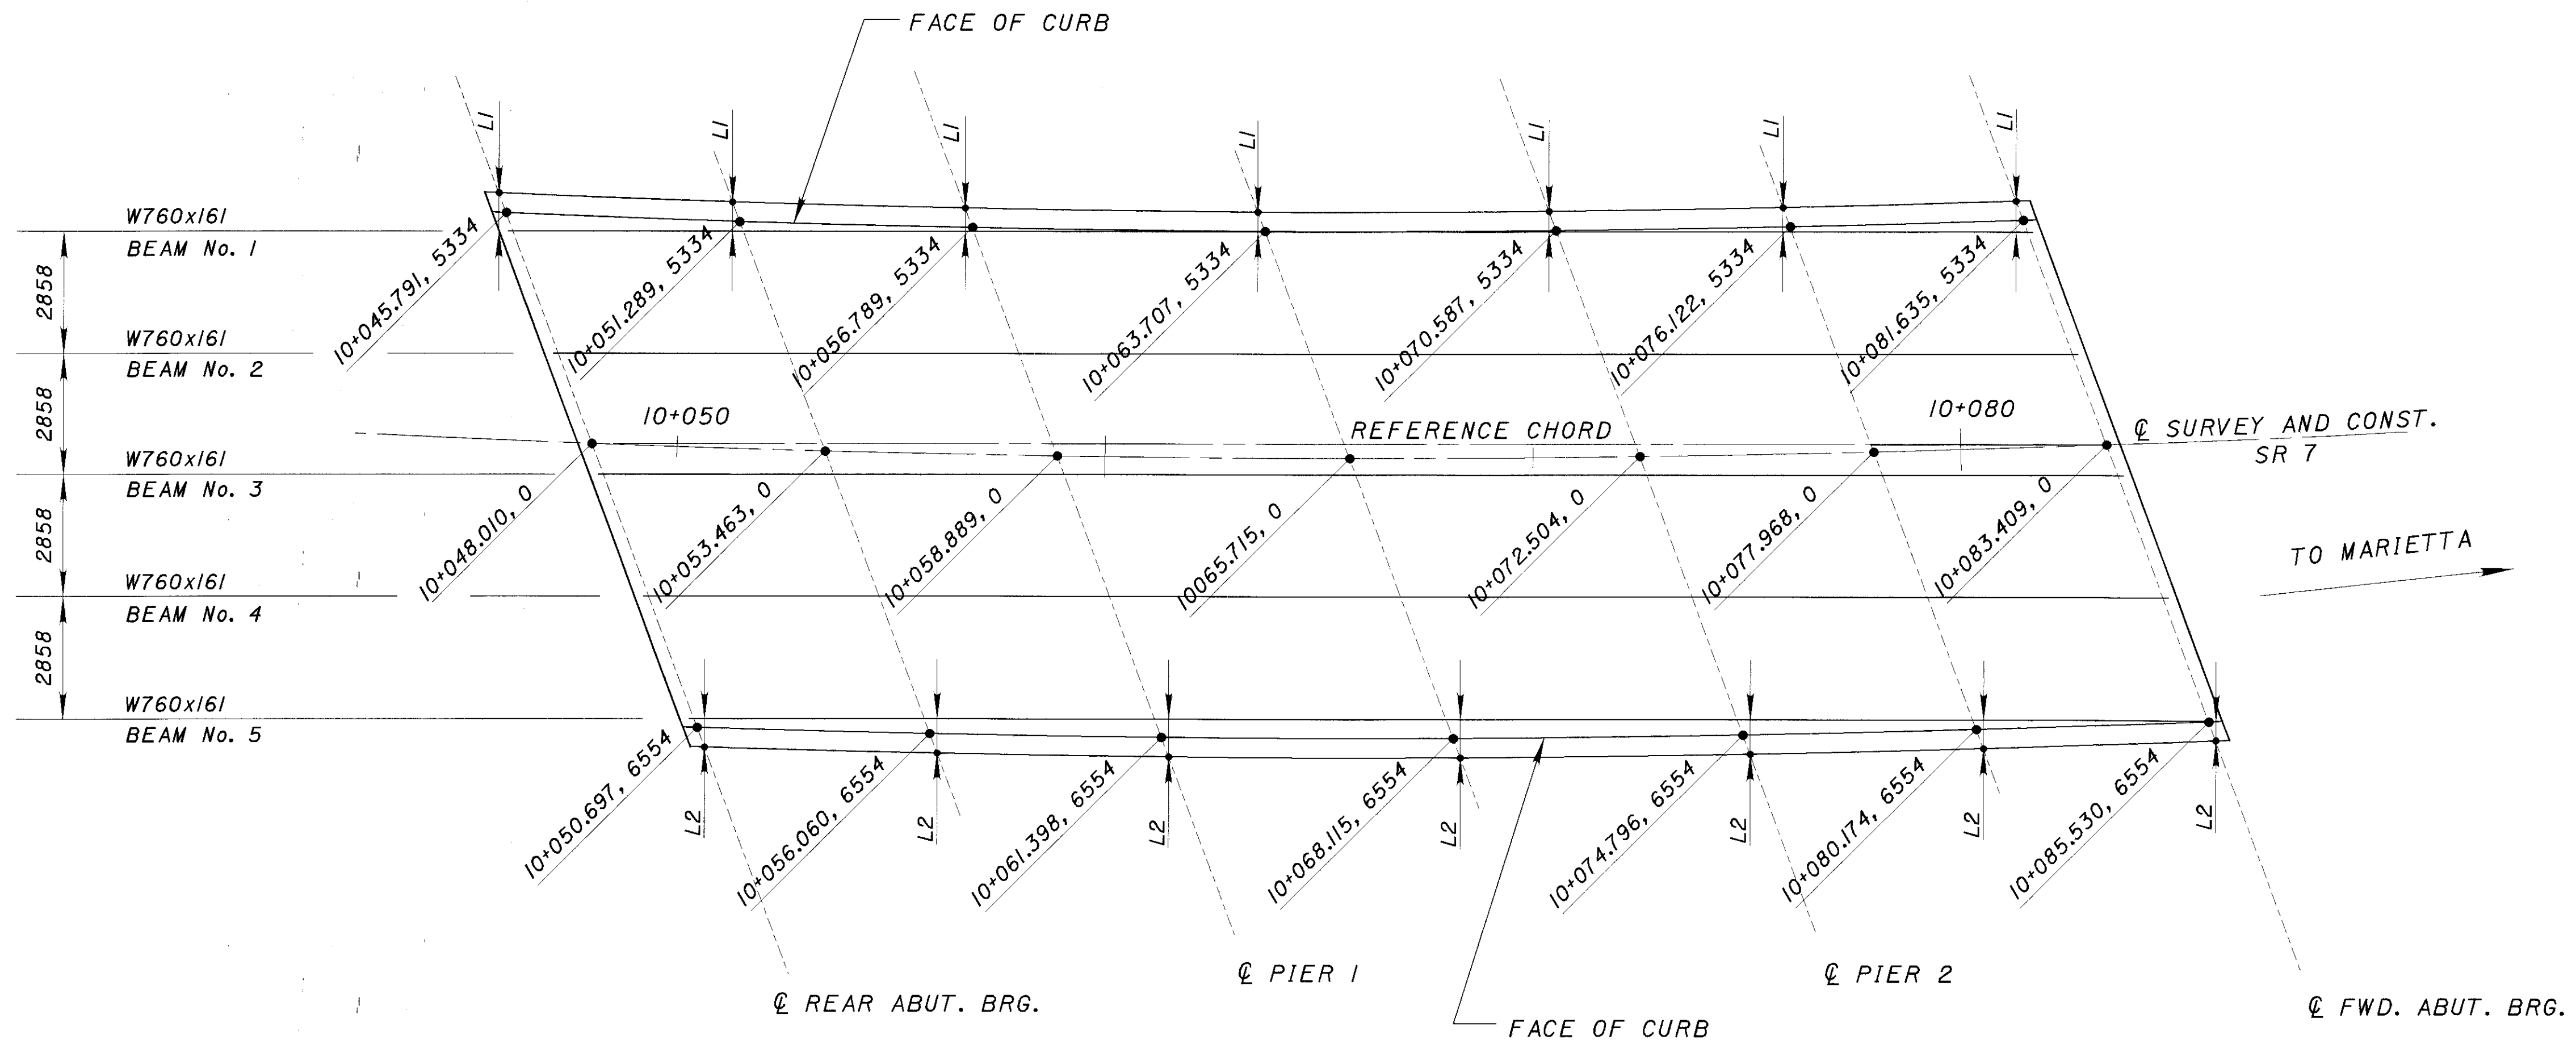 FACE OF CURB
L1 L1 L1 L1 L1 L1 L1
W760x161
BEAM No. 1
2858
10+045.791, 5334
10+051.289, 5334
10+056.789, 5334
10+063.707, 5334
10+070.587, 5334
10+076.122, 5334
10+081.635, 5334
W760x161
BEAM No. 2
2858
10+050
REFERENCE CHORD
10+080
℄ SURVEY AND CONST.
SR 7
W760x161
BEAM No. 3
2858
10+048.010, 0
10+053.463, 0
10+058.889, 0
10065.715, 0
10+072.504, 0
10+077.968, 0
10+083.409, 0
TO MARIETTA
W760x161
BEAM No. 4
2858
W760x161
BEAM No. 5
10+050.697, 6554
10+056.060, 6554
10+061.398, 6554
10+068.115, 6554
10+074.796, 6554
10+080.174, 6554
10+085.530, 6554
L2 L2 L2 L2 L2 L2 L2
℄ REAR ABUT. BRG.
℄ PIER 1
℄ PIER 2
℄ FWD. ABUT. BRG.
FACE OF CURB